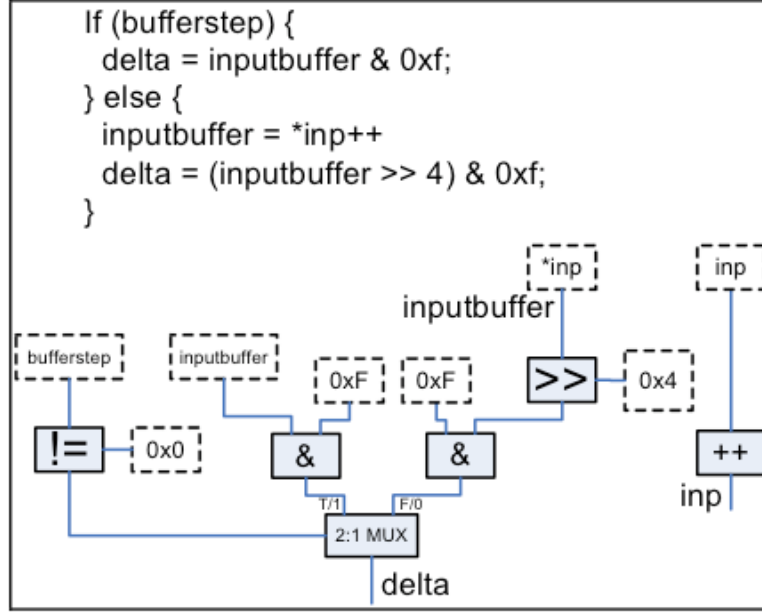 If (bufferstep) {
delta = inputbuffer & 0xf;
} else {
inputbuffer = *inp++
delta = (inputbuffer >> 4) & 0xf;
}
*inp
inp
inputbuffer
bufferstep
inputbuffer
0xF
0xF
>>
0x4
!=
0x0
&
&
++
inp
T/1
F/0
2:1 MUX
delta